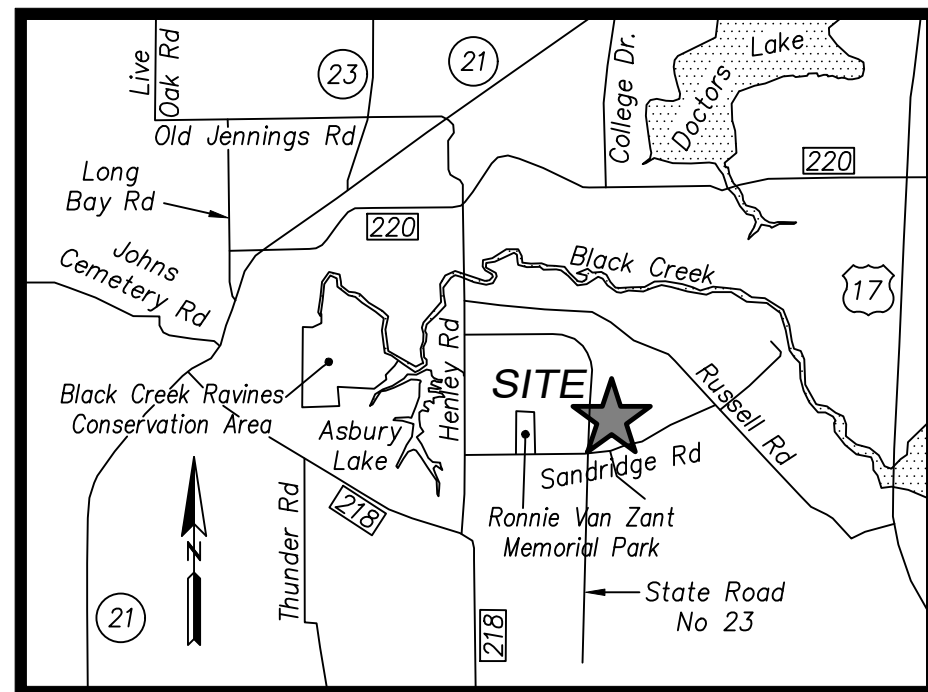 Live
Oak Rd
23
21
College Dr.
Doctors
Lake
Old Jennings Rd
220
Long
Bay Rd
220
Johns
Cemetery Rd
Black Creek
17
Henley Rd
Russell Rd
SITE
Black Creek Ravines
Conservation Area
Asbury
Lake
Sandridge Rd
218
Thunder Rd
Ronnie Van Zant
Memorial Park
N
State Road
No 23
21
218